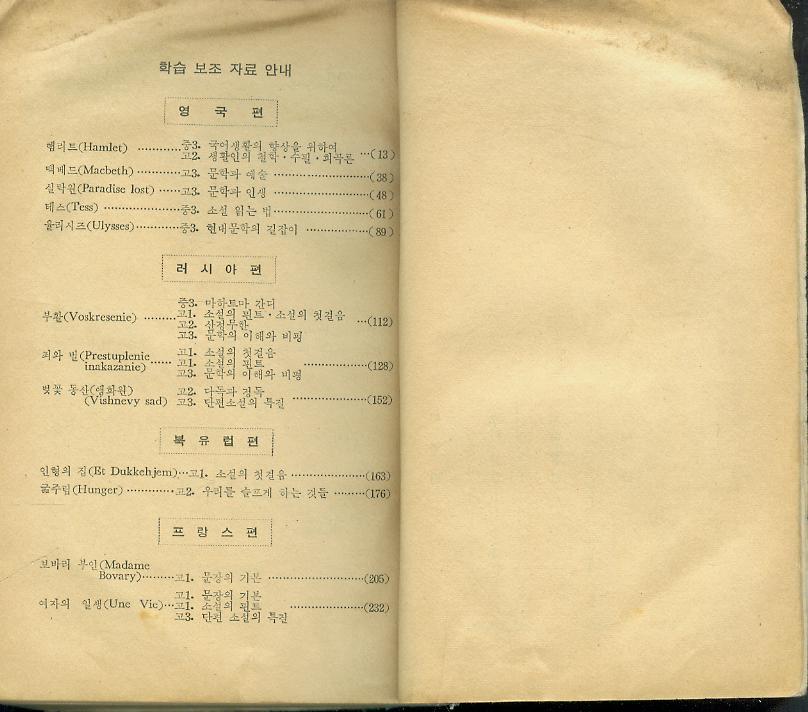 학습 보조 자료 안내
영 국 편
햄리트(Hamlet) ………중3. 국어생활의 향상을 위하여
고2. 생활인의 철학·수필·희곡론 …(13)
맥베드(Macbeth)………고3. 문학과 예술 ………………(38)
실락원(Paradise lost)……고3. 문학과 인생 ………………(48)
테스(Tess) ………………중3. 소설 읽는 법………………(61)
율리시즈(Ulysses)…………중3. 현대문학의 길잡이 …………(89)
러 시 아 편
중3. 마하트마 간디
부활(Voskresenie) ………고1. 소설의 힌트·소설의 첫걸음
고2. 산정무한 …(112)
고3. 문학의 이해와 비평
죄와 벌(Prestuplenie 고1. 소설의 첫걸음
inakazanie)……고1. 소설의 힌트 …………(128)
고3. 문학의 이해와 비평
벚꽃 동산(앵화원) 고2. 다독과 정독
(Vishnevy sad) 고3. 단편소설의 특질 …………(152)
북 유 럽 편
인형의 집(Et Dukkehjem)…고1. 소설의 첫걸음 ……………(163)
굶주림(Hunger) …………고2. 우리를 슬프게 하는 것들 ………(176)
프 랑 스 편
보바리 부인(Madame
Bovary)………고1. 문장의 기본 ………………(205)
고1. 문장의 기본
여자의 일생(Une Vie)…고1. 소설의 힌트 …………(232)
고3. 단편 소설의 특질